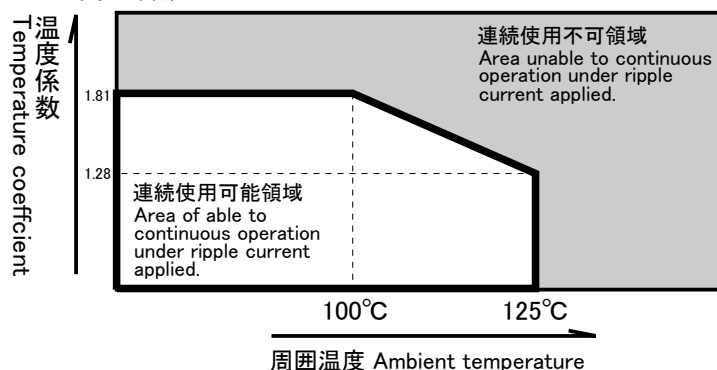 温度係数
Temperature coeffcient
連続使用不可領域
Area unable to continuous
operation under ripple
current applied.
1.81
1.28
連続使用可能領域
Area of able to
continuous operation
under ripple current
applied.
100℃
125℃
周囲温度 Ambient temperature